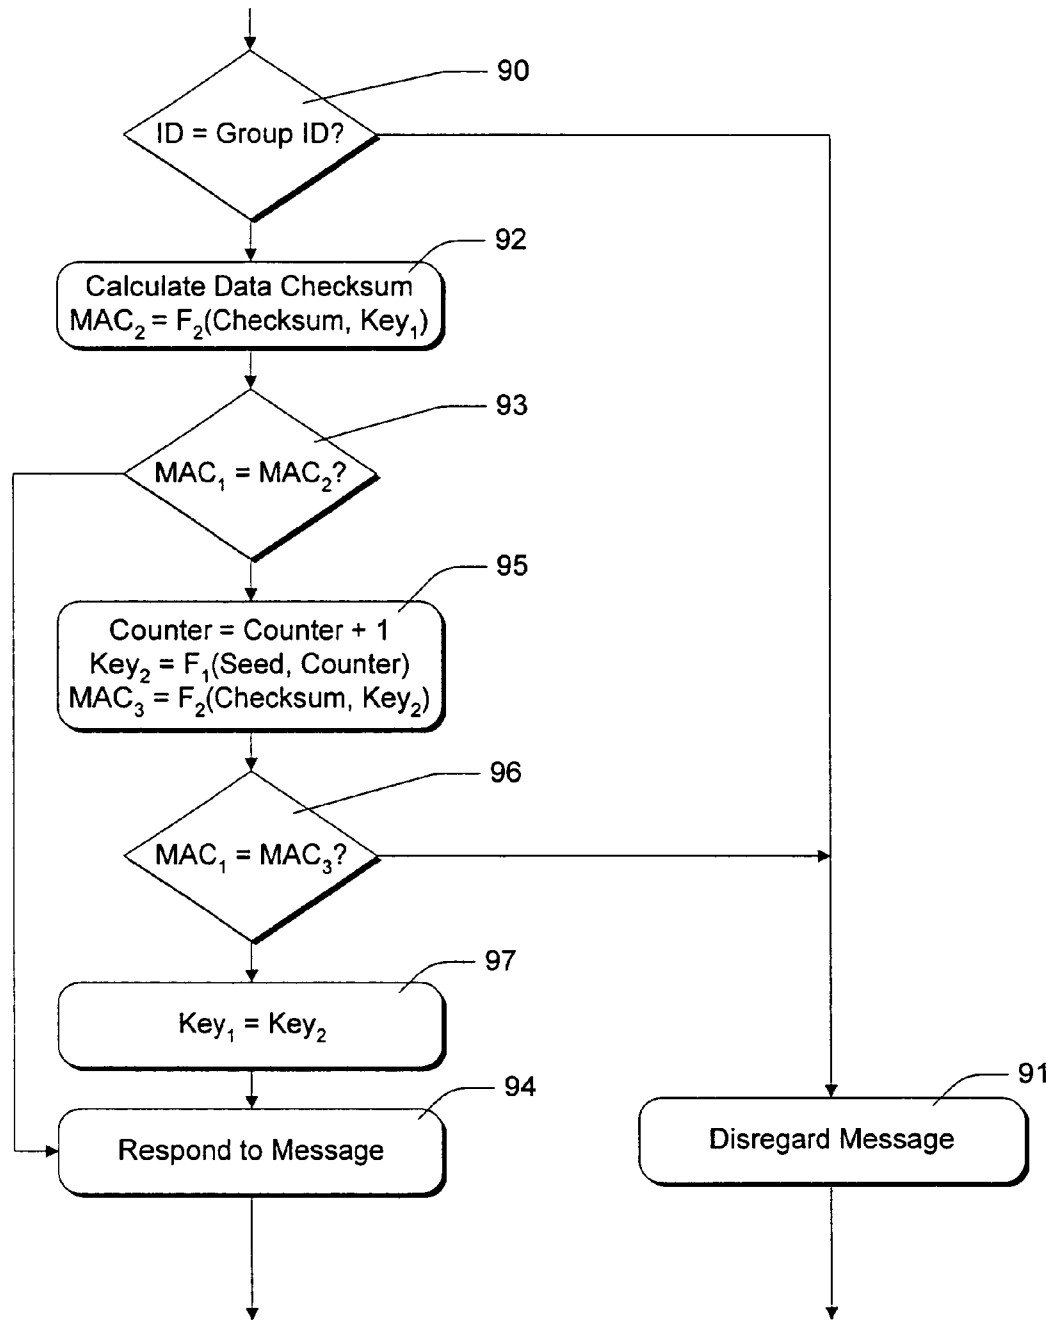 90
ID = Group ID?
92
Calculate Data Checksum
MAC₂ = F₂(Checksum, Key₁)
93
MAC₁ = MAC₂?
95
Counter = Counter + 1
Key₂ = F₁(Seed, Counter)
MAC₃ = F₂(Checksum, Key₂)
96
MAC₁ = MAC₃?
97
Key₁ = Key₂
94
Respond to Message
91
Disregard Message